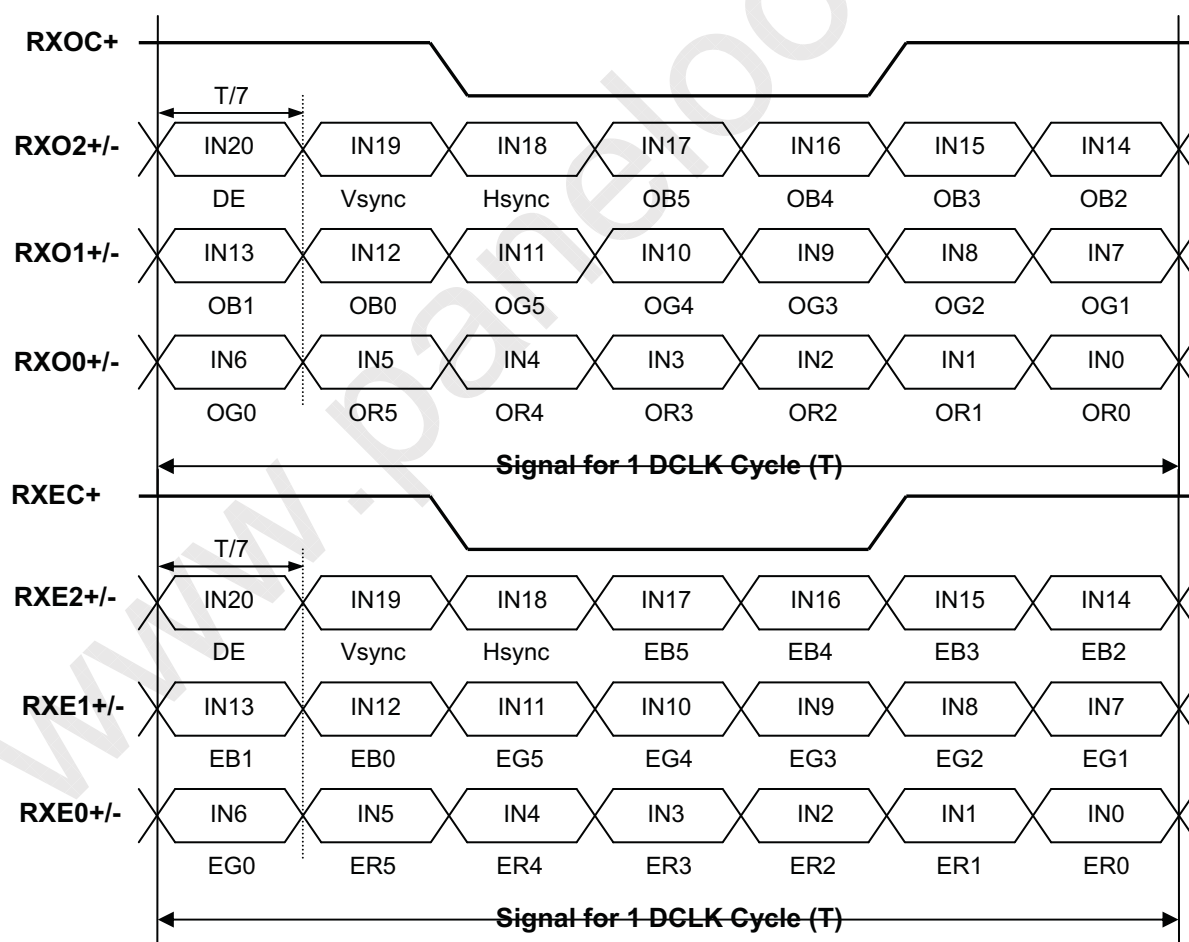 RXOC+
T/7
RXO2+/- IN20 IN19 IN18 IN17 IN16 IN15 IN14
DE Vsync Hsync OB5 OB4 OB3 OB2
RXO1+/- IN13 IN12 IN11 IN10 IN9 IN8 IN7
OB1 OB0 OG5 OG4 OG3 OG2 OG1
RXO0+/- IN6 IN5 IN4 IN3 IN2 IN1 IN0
OG0 OR5 OR4 OR3 OR2 OR1 OR0
Signal for 1 DCLK Cycle (T)
RXEC+
T/7
RXE2+/- IN20 IN19 IN18 IN17 IN16 IN15 IN14
DE Vsync Hsync EB5 EB4 EB3 EB2
RXE1+/- IN13 IN12 IN11 IN10 IN9 IN8 IN7
EB1 EB0 EG5 EG4 EG3 EG2 EG1
RXE0+/- IN6 IN5 IN4 IN3 IN2 IN1 IN0
EG0 ER5 ER4 ER3 ER2 ER1 ER0
Signal for 1 DCLK Cycle (T)
www.paneloo